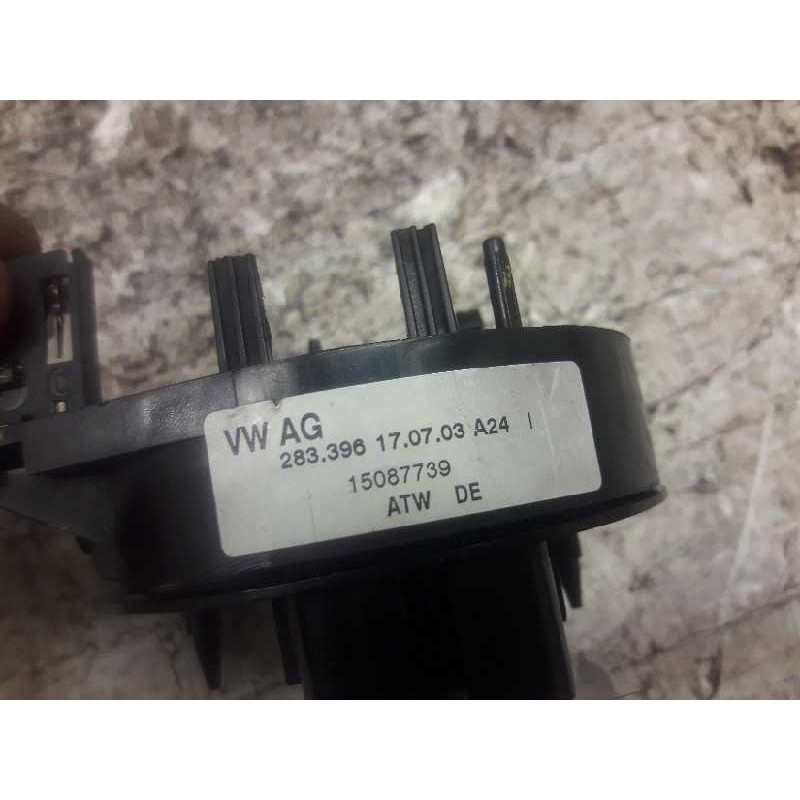 VW AG
283.396 17.07.03 A24 I
15087739
ATW DE